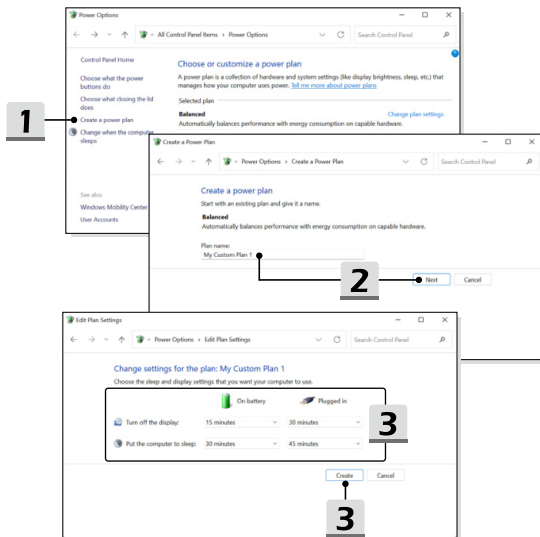 Power Options
All Control Panel Items > Power Options
Search Control Panel
Control Panel Home
Choose what the power
buttons do
Choose what closing the lid
does
Create a power plan
Change when the computer
sleeps
See also
Windows Mobility Center
User Accounts
Choose or customize a power plan
A power plan is a collection of hardware and system settings (like display brightness, sleep, etc.) that
manages how your computer uses power. Tell me more about power plans
Selected plan
Balanced
Change plan settings
Automatically balances performance with energy consumption on capable hardware.
1
Create a Power Plan
Power Options > Create a Power Plan
Search Control Panel
Create a power plan
Start with an existing plan and give it a name.
Balanced
Automatically balances performance with energy consumption on capable hardware.
Plan name:
My Custom Plan 1
2
Next Cancel
Edit Plan Settings
Power Options > Edit Plan Settings
Search Control Panel
Change settings for the plan: My Custom Plan 1
Choose the sleep and display settings that you want your computer to use.
On battery Plugged in
Turn off the display: 15 minutes 30 minutes
Put the computer to sleep: 30 minutes 45 minutes
3
Create Cancel
3